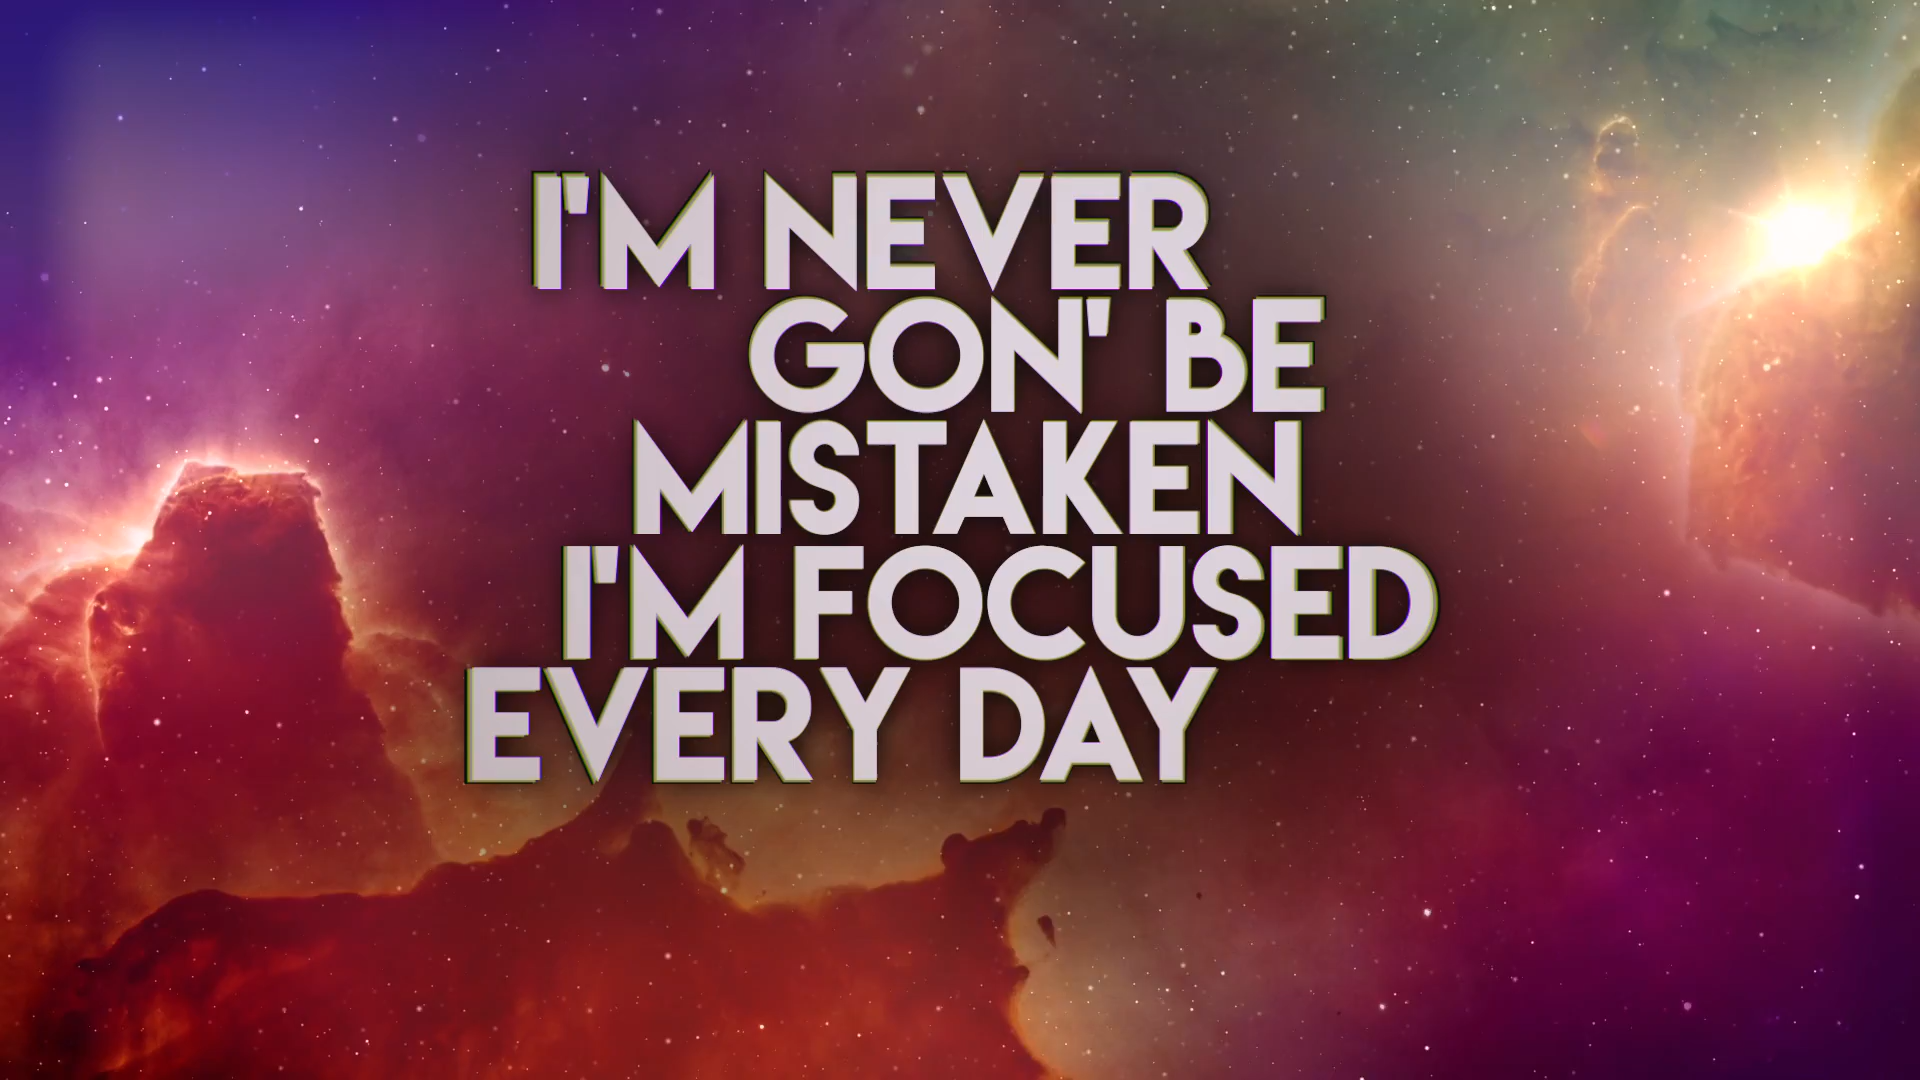 I'M NEVER
GON' BE
MISTAKEN
I'M FOCUSED
EVERY DAY